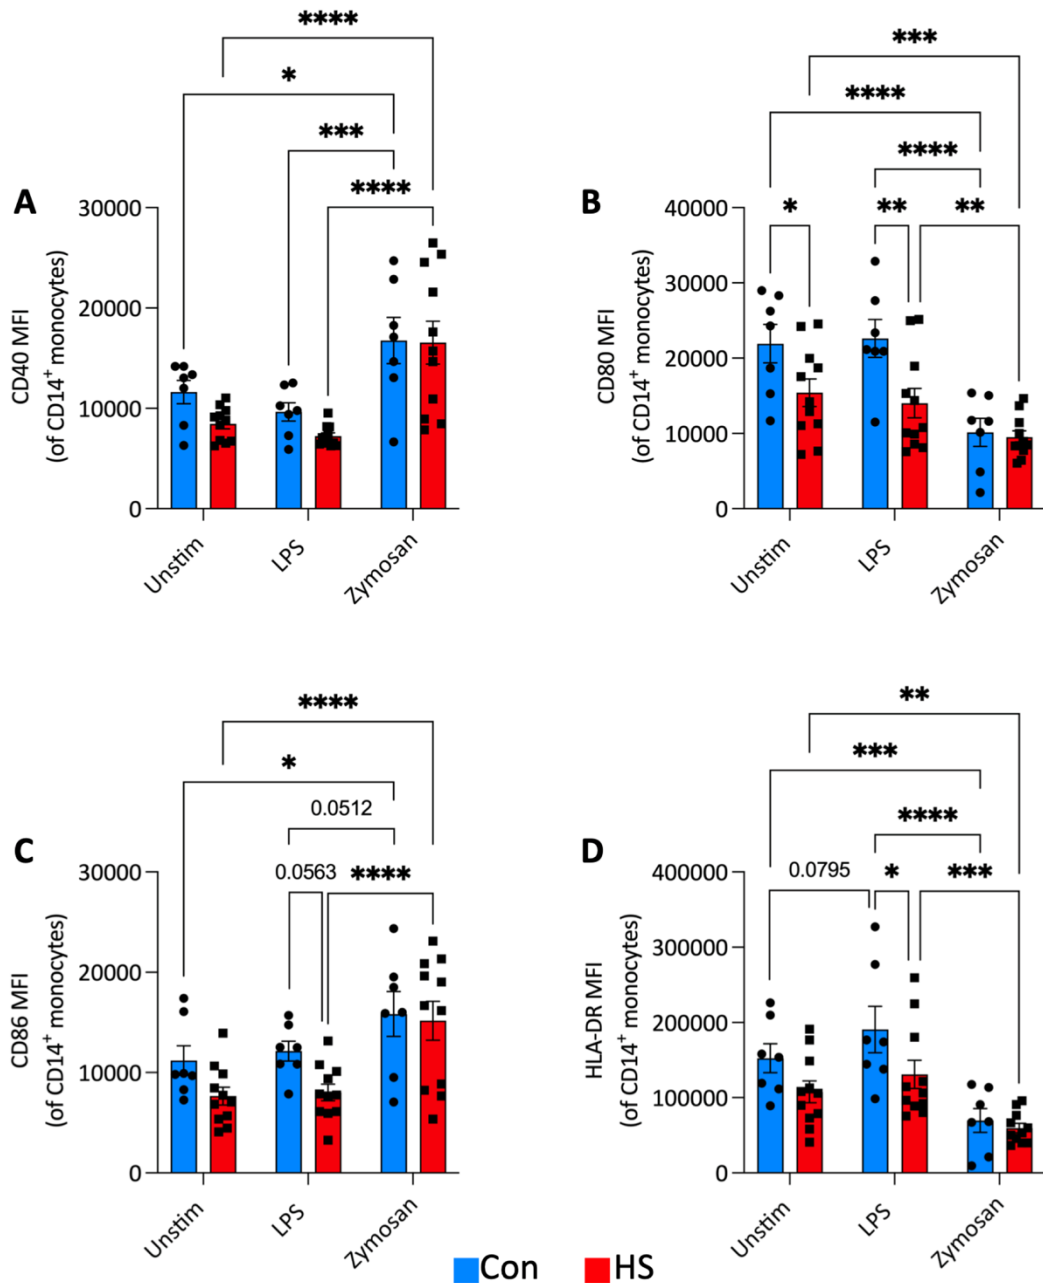 A
****
*
***
****
CD40 MFI
(of CD14⁺ monocytes)
30000
20000
10000
0
Unstim
LPS
Zymosan
B
***
****
****
*
**
**
CD80 MFI
(of CD14⁺ monocytes)
40000
30000
20000
10000
0
Unstim
LPS
Zymosan
C
****
*
0.0512
0.0563
****
CD86 MFI
(of CD14⁺ monocytes)
30000
20000
10000
0
Unstim
LPS
Zymosan
D
**
***
****
0.0795
*
***
HLA-DR MFI
(of CD14⁺ monocytes)
400000
300000
200000
100000
0
Unstim
LPS
Zymosan
Con
HS